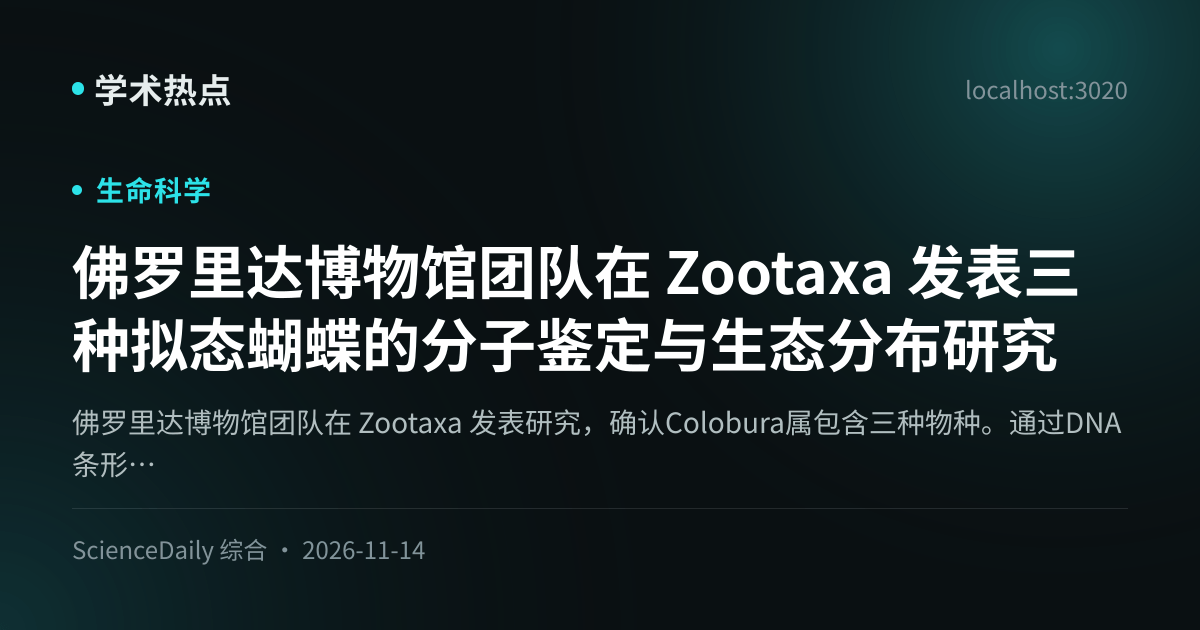 学术热点
localhost:3020
生命科学
佛罗里达博物馆团队在 Zootaxa 发表三
种拟态蝴蝶的分子鉴定与生态分布研究
佛罗里达博物馆团队在 Zootaxa 发表研究，确认Colobura属包含三种物种。通过DNA
条形…
ScienceDaily 综合 · 2026-11-14